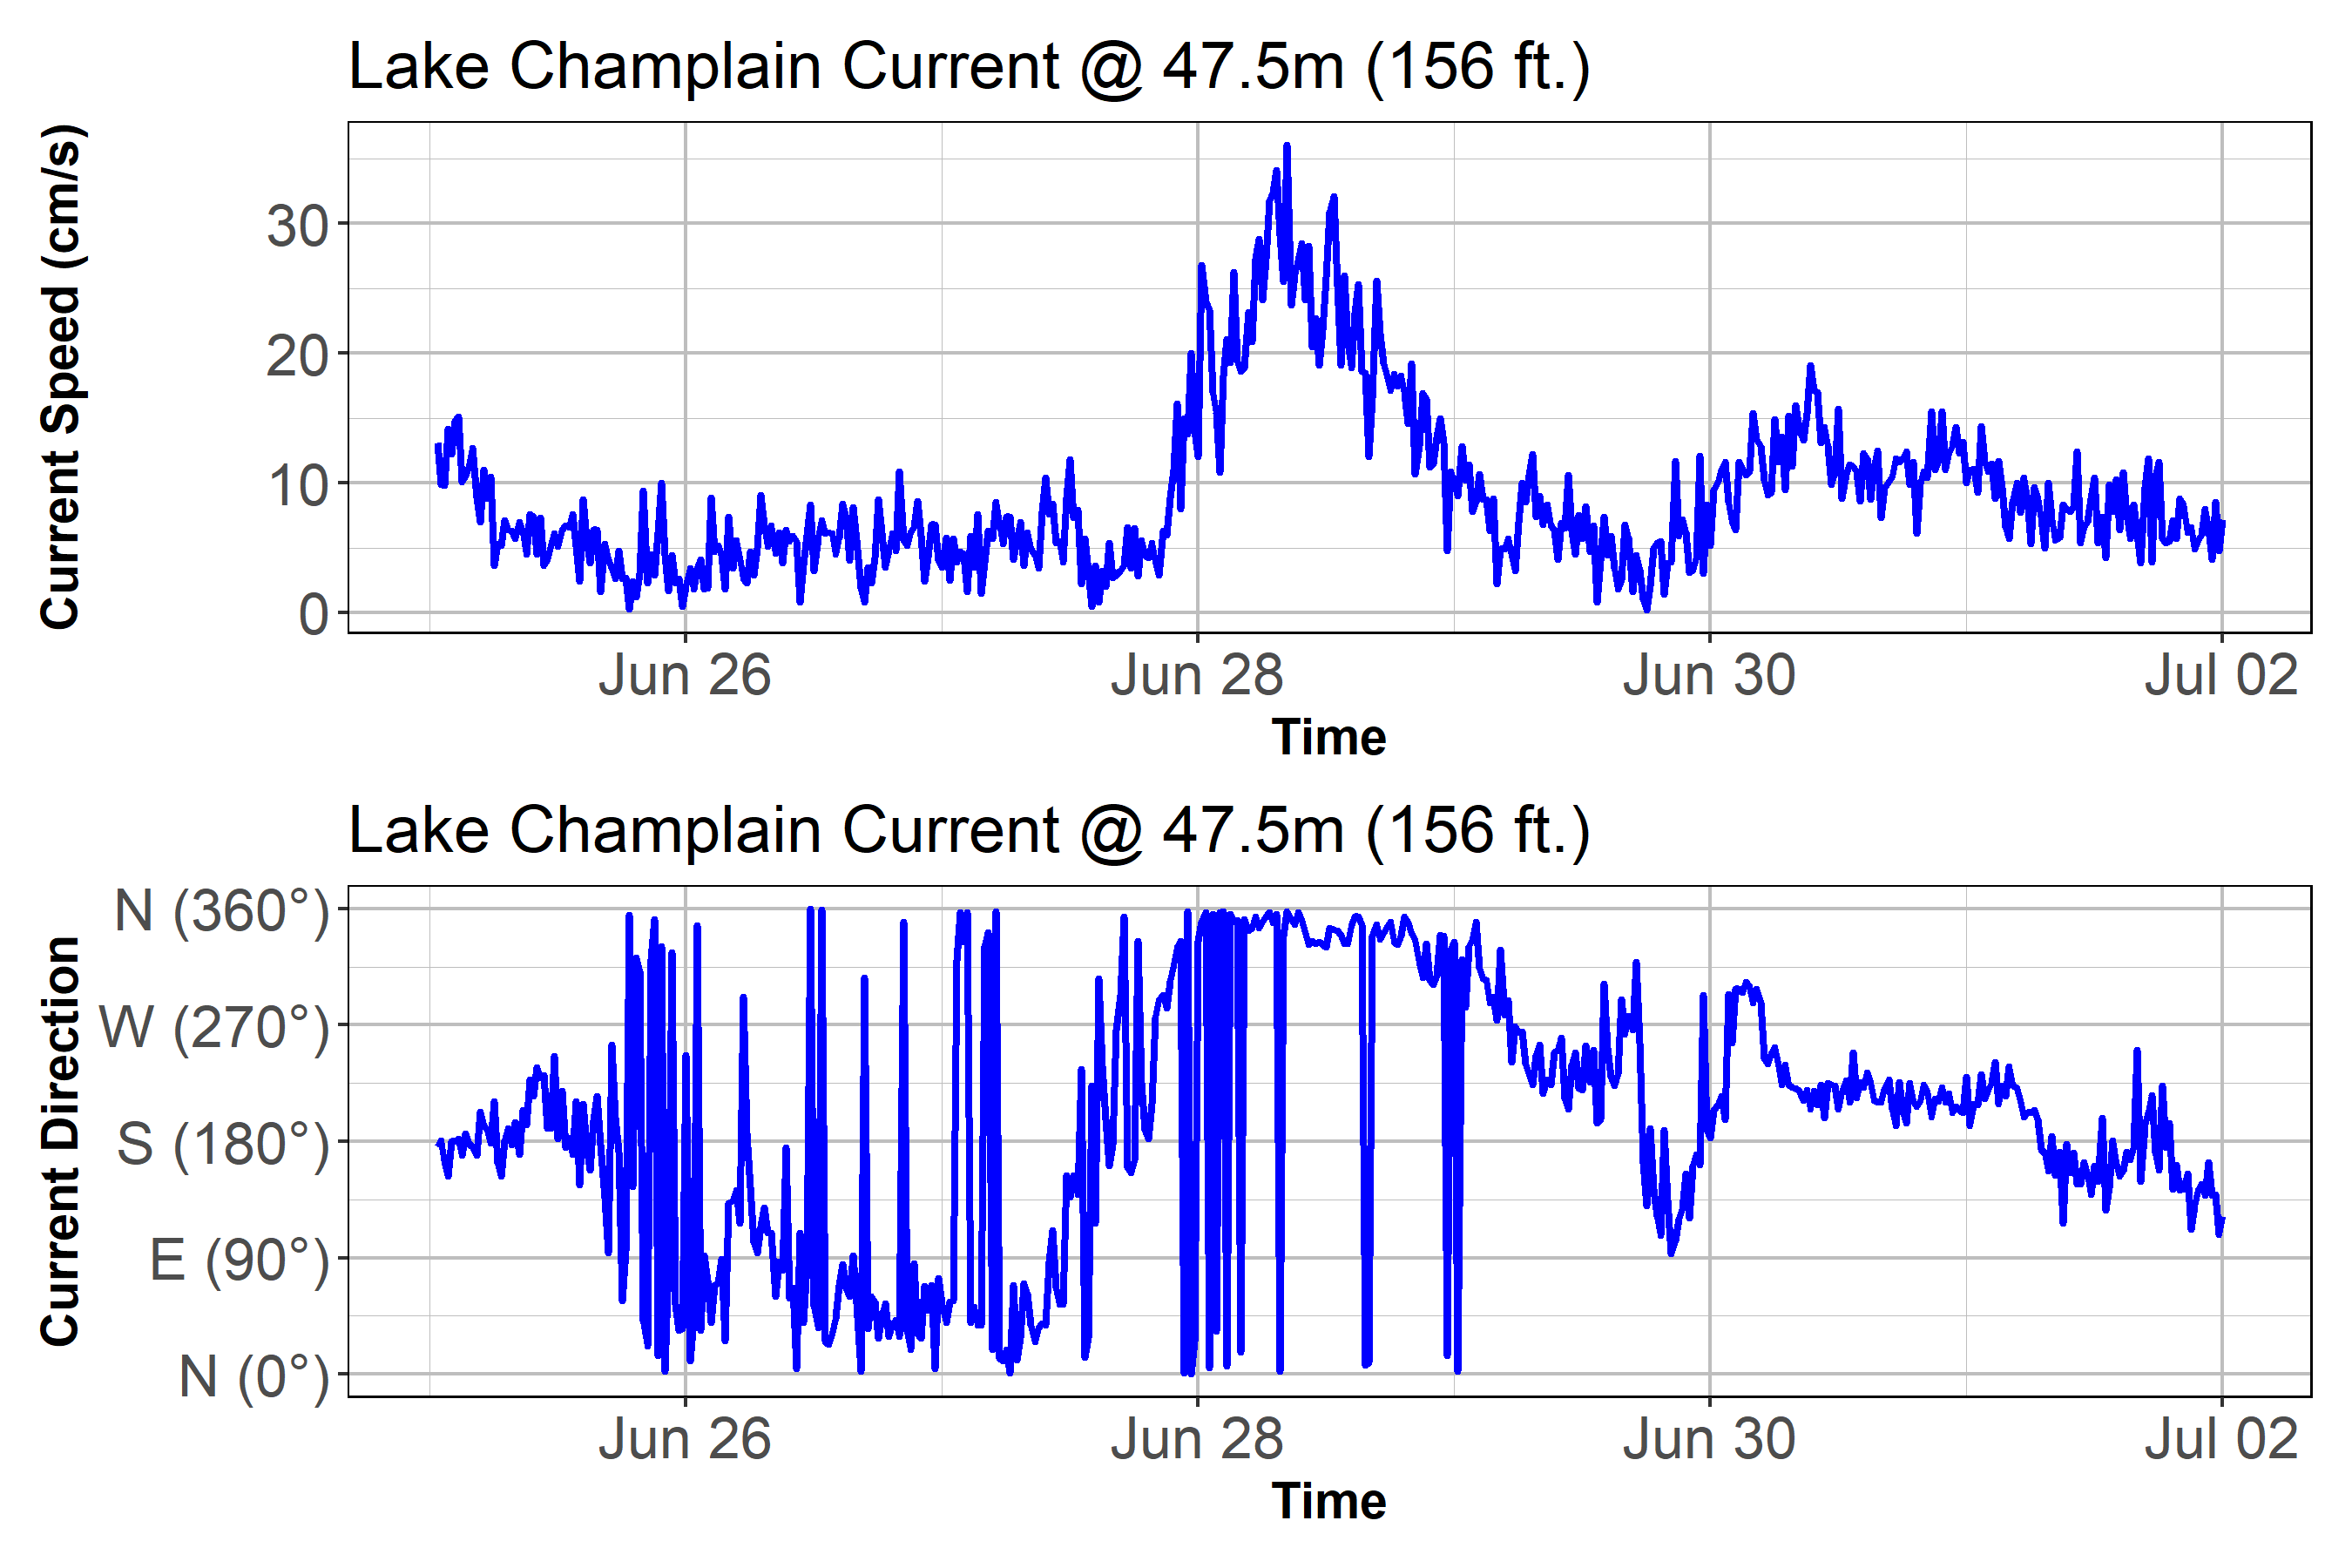 Lake Champlain Current @ 47.5m (156 ft.)
Current Speed (cm/s)
30
20
10
0
Jun 26 Jun 28 Jun 30 Jul 02
Time
Lake Champlain Current @ 47.5m (156 ft.)
Current Direction
N (360°)
W (270°)
S (180°)
E (90°)
N (0°)
Jun 26 Jun 28 Jun 30 Jul 02
Time